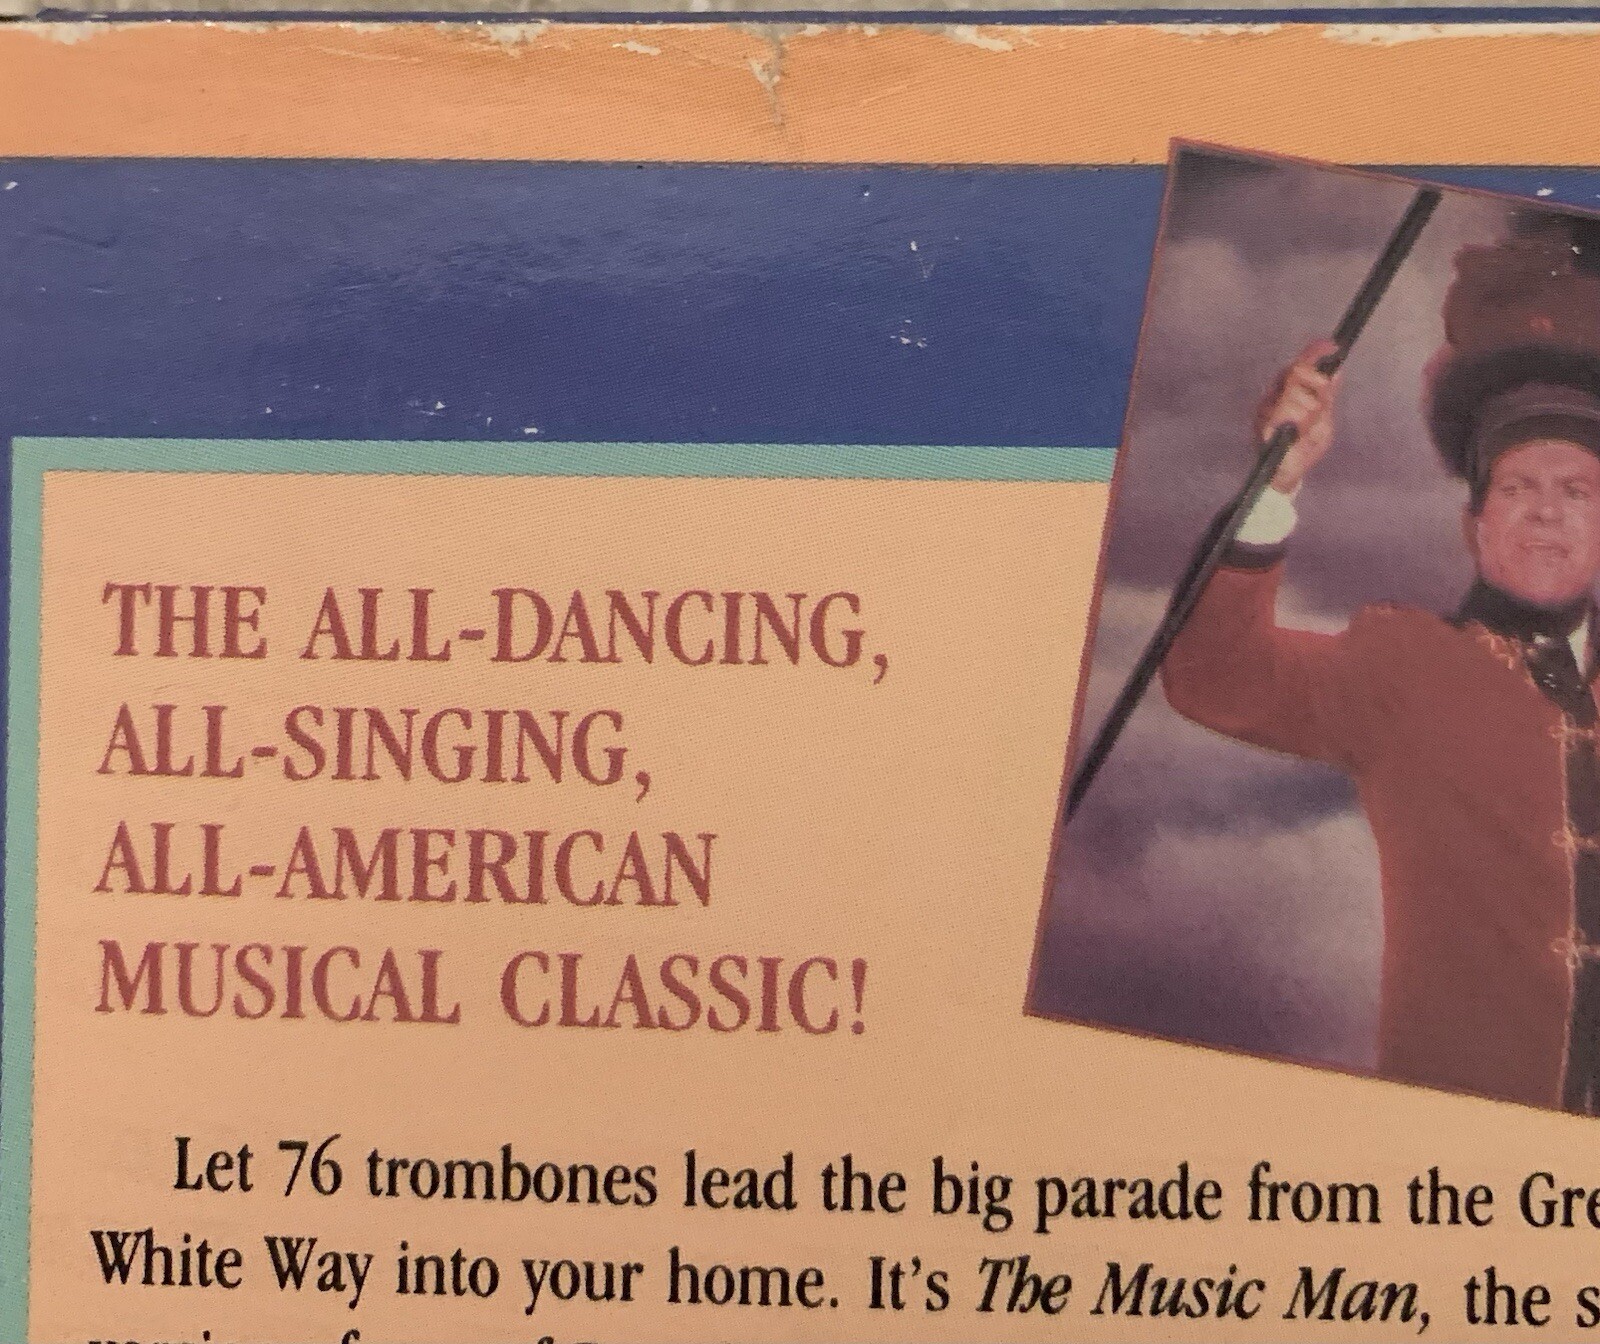 THE ALL-DANCING,
ALL-SINGING,
ALL-AMERICAN
MUSICAL CLASSIC!
Let 76 trombones lead the big parade from the Gre
White Way into your home. It's The Music Man, the s